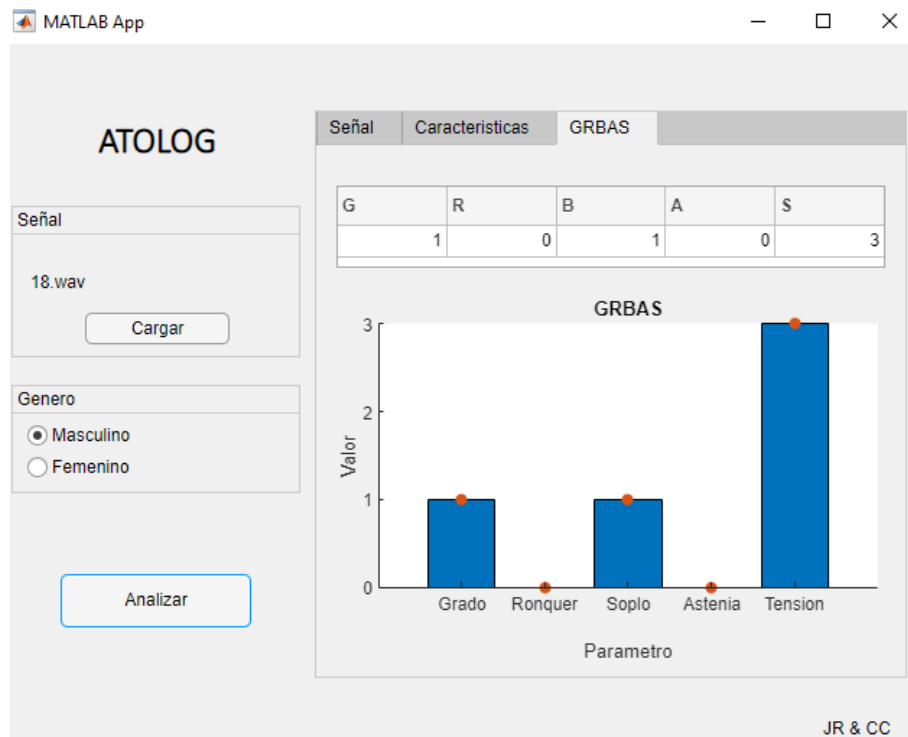 MATLAB App
ATOLOG
Señal
18.wav
Cargar
Genero
Masculino
Femenino
Analizar
Señal Caracteristicas GRBAS
G R B A S
1 0 1 0 3
GRBAS
3
2
1
0
Valor
Grado Ronquer Soplo Astenia Tension
Parametro
JR & CC